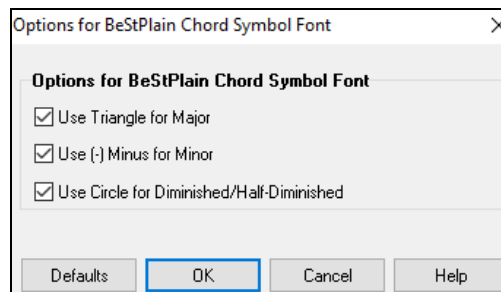 Options for BeStPlain Chord Symbol Font
Options for BeStPlain Chord Symbol Font
Use Triangle for Major
Use (-) Minus for Minor
Use Circle for Diminished/Half-Diminished
Defaults OK Cancel Help